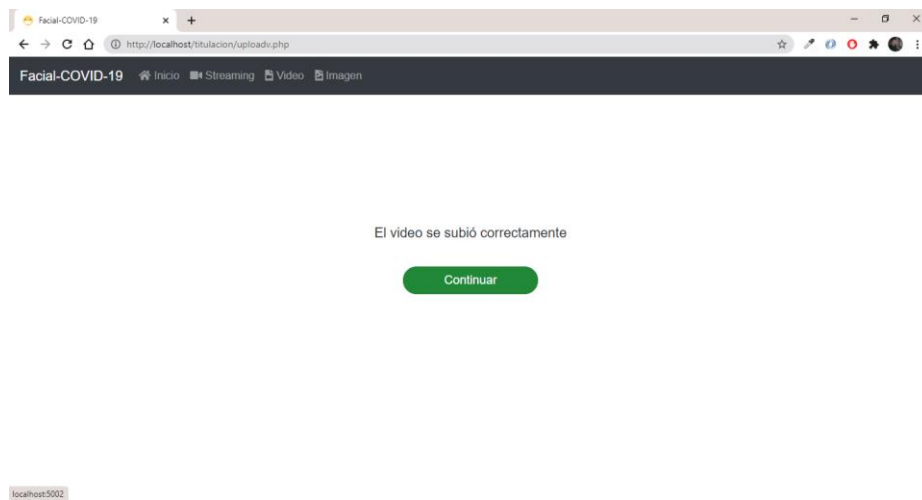 Facial-COVID-19
http://localhost/titulacion/uploadv.php
Facial-COVID-19 Inicio Streaming Video Imagen
El video se subió correctamente
Continuar
localhost:5002